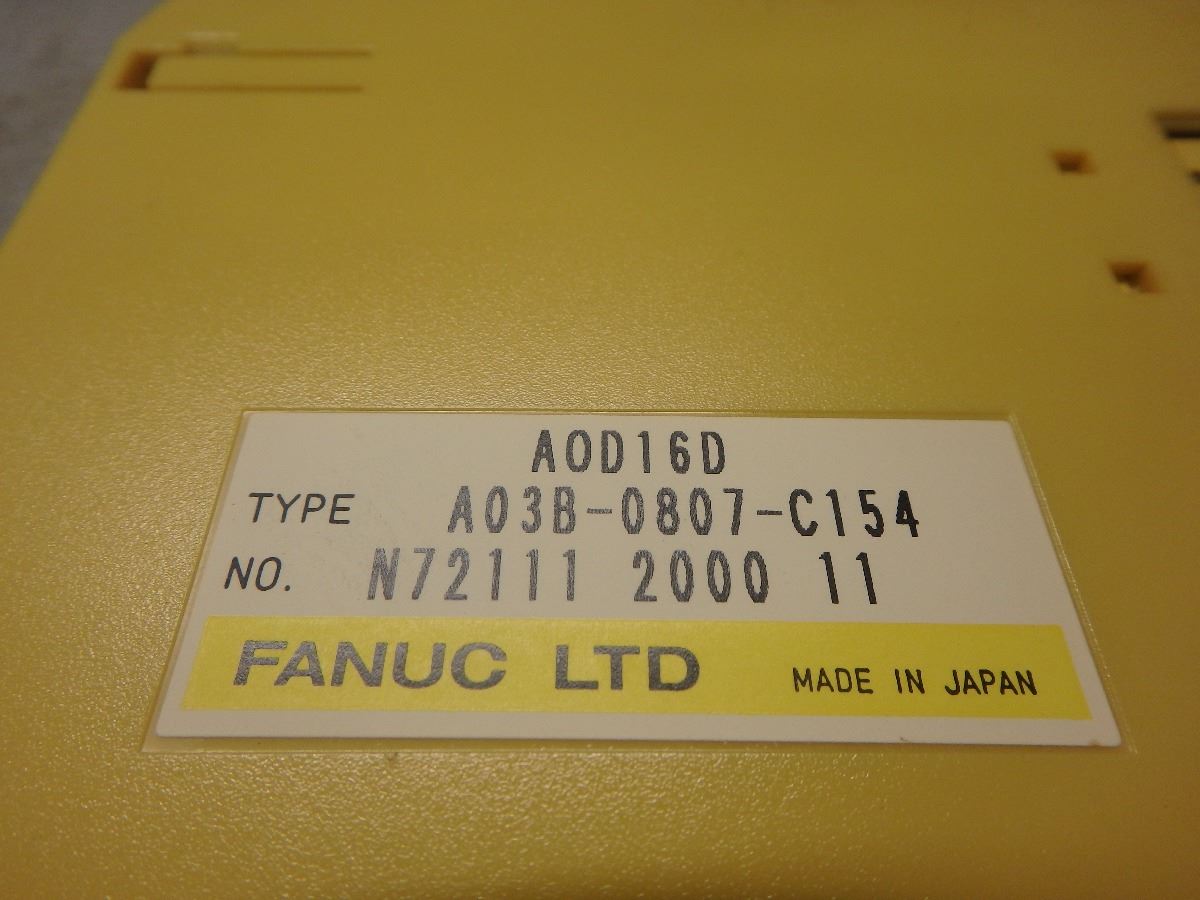 AOD16D
TYPE A03B-0807-C154
NO. N72111 2000 11
FANUC LTD MADE IN JAPAN